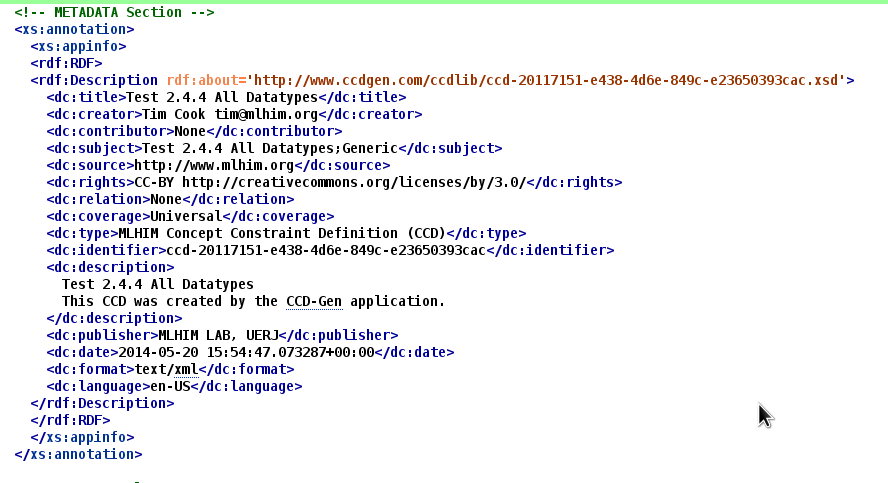 <!-- METADATA Section -->
<xs:annotation>
<xs:appinfo>
<rdf:RDF>
<rdf:Description rdf:about='http://www.ccdgen.com/ccdlib/ccd-20117151-e438-4d6e-849c-e23650393cac.xsd'>
<dc:title>Test 2.4.4 All Datatypes</dc:title>
<dc:creator>Tim Cook tim@mlhim.org</dc:creator>
<dc:contributor>None</dc:contributor>
<dc:subject>Test 2.4.4 All Datatypes;Generic</dc:subject>
<dc:source>http://www.mlhim.org</dc:source>
<dc:rights>CC-BY http://creativecommons.org/licenses/by/3.0/</dc:rights>
<dc:relation>None</dc:relation>
<dc:coverage>Universal</dc:coverage>
<dc:type>MLHIM Concept Constraint Definition (CCD)</dc:type>
<dc:identifier>ccd-20117151-e438-4d6e-849c-e23650393cac</dc:identifier>
<dc:description>
Test 2.4.4 All Datatypes
This CCD was created by the CCD-Gen application.
</dc:description>
<dc:publisher>MLHIM LAB, UERJ</dc:publisher>
<dc:date>2014-05-20 15:54:47.073287+00:00</dc:date>
<dc:format>text/xml</dc:format>
<dc:language>en-US</dc:language>
</rdf:Description>
</rdf:RDF>
</xs:appinfo>
</xs:annotation>